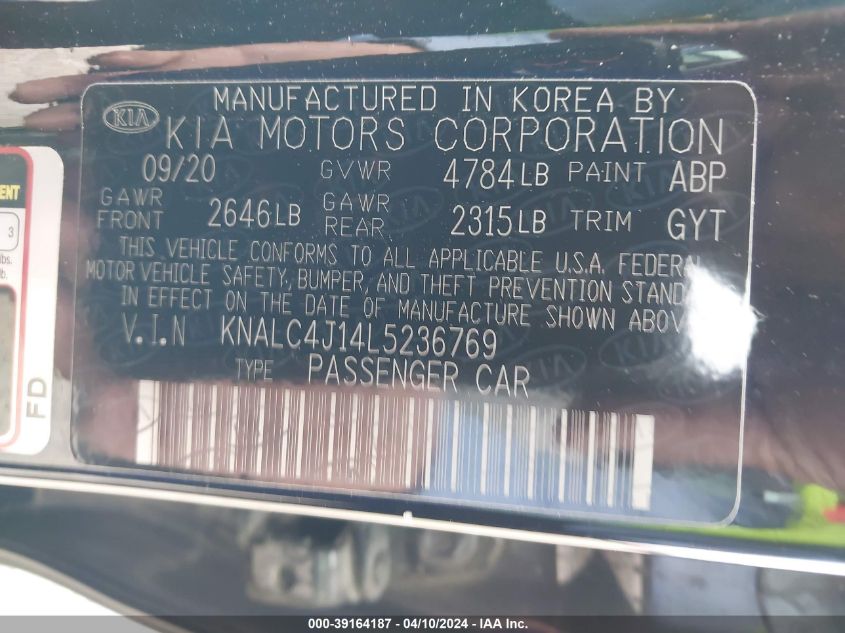 MANUFACTURED IN KOREA BY
KIA KIA MOTORS CORPORATION
09/20 GVWR 4784LB PAINT ABP
GAWR FRONT 2646LB GAWR REAR 2315LB TRIM GYT
THIS VEHICLE CONFORMS TO ALL APPLICABLE U.S.A. FEDERAL
MOTOR VEHICLE SAFETY, BUMPER, AND THEFT PREVENTION STAND
IN EFFECT ON THE DATE OF MANUFACTURE SHOWN ABOV
V.I.N KNALC4J14L5236769
TYPE PASSENGER CAR
3
lbs.
lb.
FD
000-39164187 - 04/10/2024 - IAA Inc.